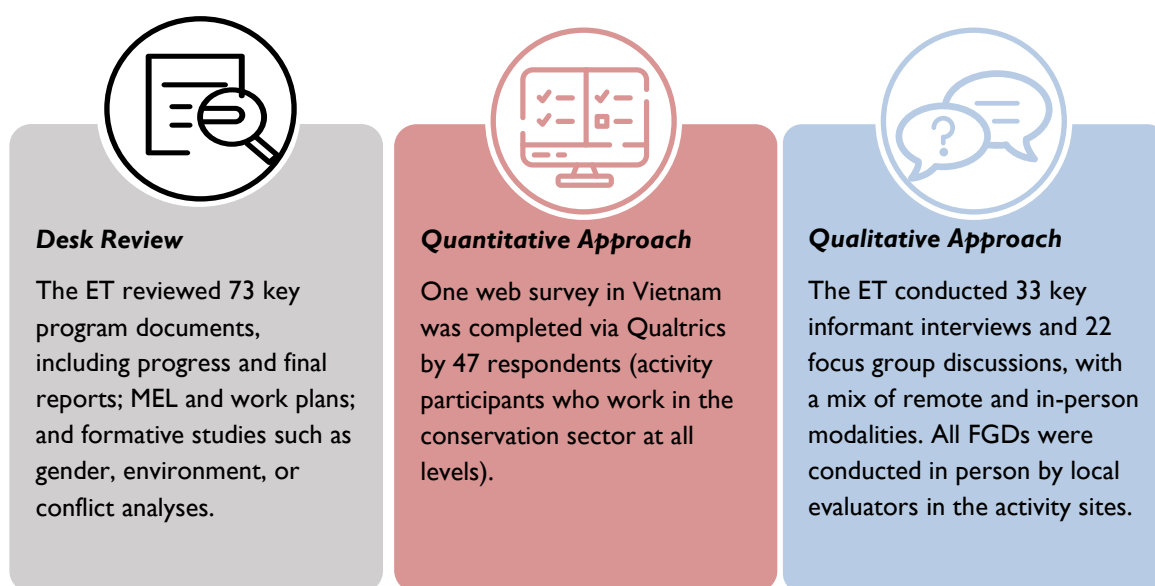 Desk Review
The ET reviewed 73 key
program documents,
including progress and final
reports; MEL and work plans;
and formative studies such as
gender, environment, or
conflict analyses.
Quantitative Approach
One web survey in Vietnam
was completed via Qualtrics
by 47 respondents (activity
participants who work in the
conservation sector at all
levels).
Qualitative Approach
The ET conducted 33 key
informant interviews and 22
focus group discussions, with
a mix of remote and in-person
modalities. All FGDs were
conducted in person by local
evaluators in the activity sites.